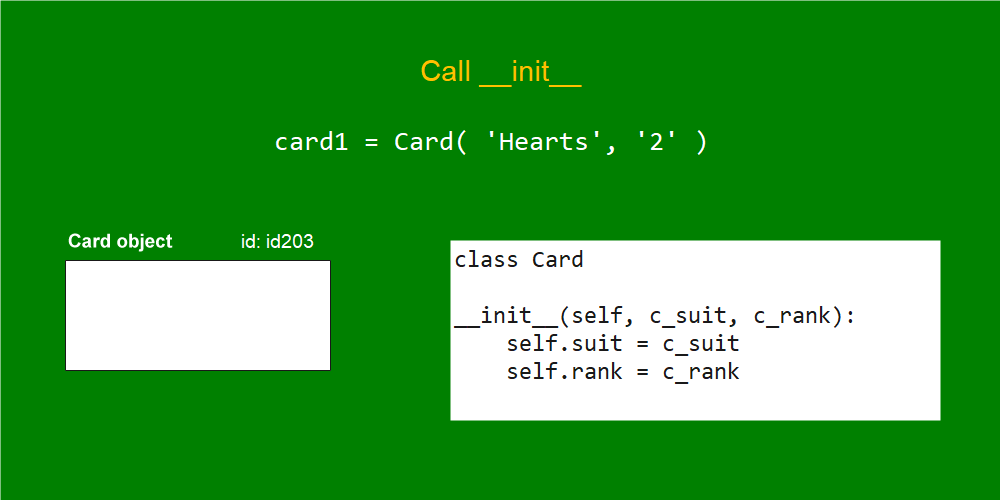 Call __init__
card1 = Card( 'Hearts', '2' )
Card object id: id203
class Card
__init__(self, c_suit, c_rank):
    self.suit = c_suit
    self.rank = c_rank